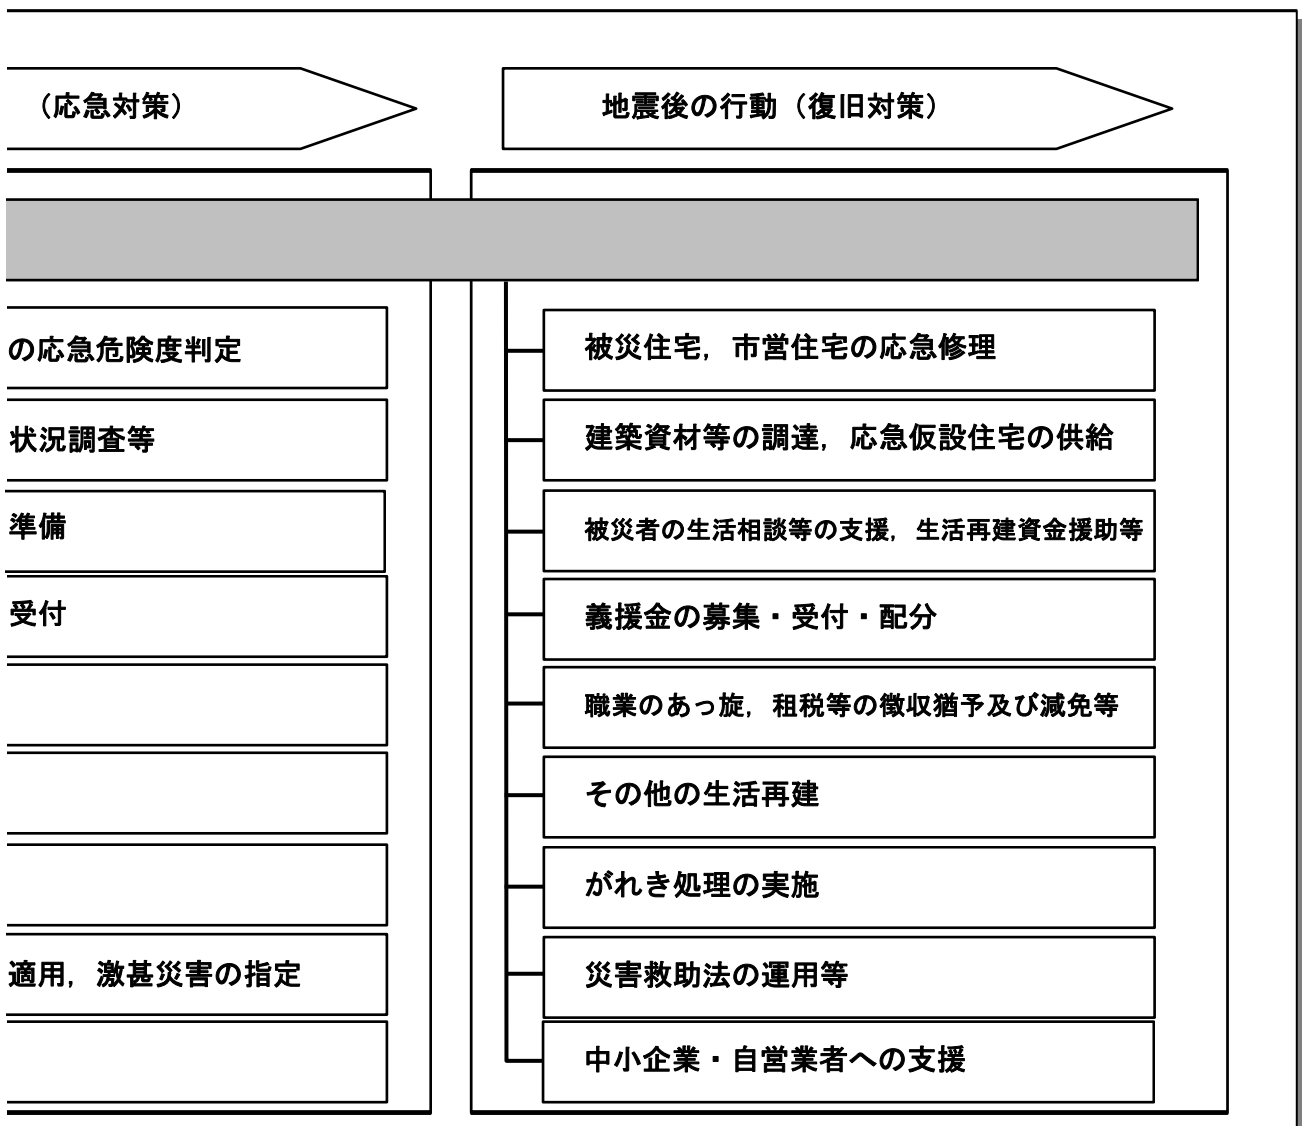 （応急対策）
地震後の行動（復旧対策）
の応急危険度判定
状況調査等
準備
受付
適用，激甚災害の指定
被災住宅，市営住宅の応急修理
建築資材等の調達，応急仮設住宅の供給
被災者の生活相談等の支援，生活再建資金援助等
義援金の募集・受付・配分
職業のあっ旋，租税等の徴収猶予及び減免等
その他の生活再建
がれき処理の実施
災害救助法の運用等
中小企業・自営業者への支援